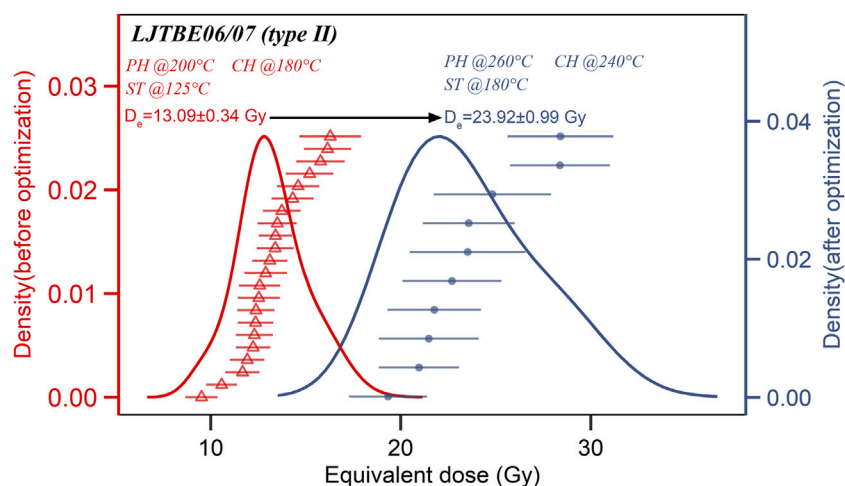 LJTBE06/07 (type II)
PH @200°C CH @180°C
ST @125°C
Dₑ=13.09±0.34 Gy
PH @260°C CH @240°C
ST @180°C
Dₑ=23.92±0.99 Gy
Density(before optimization)
0.03
0.02
0.01
0.00
Density(after optimization)
0.04
0.02
0.00
10 20 30
Equivalent dose (Gy)